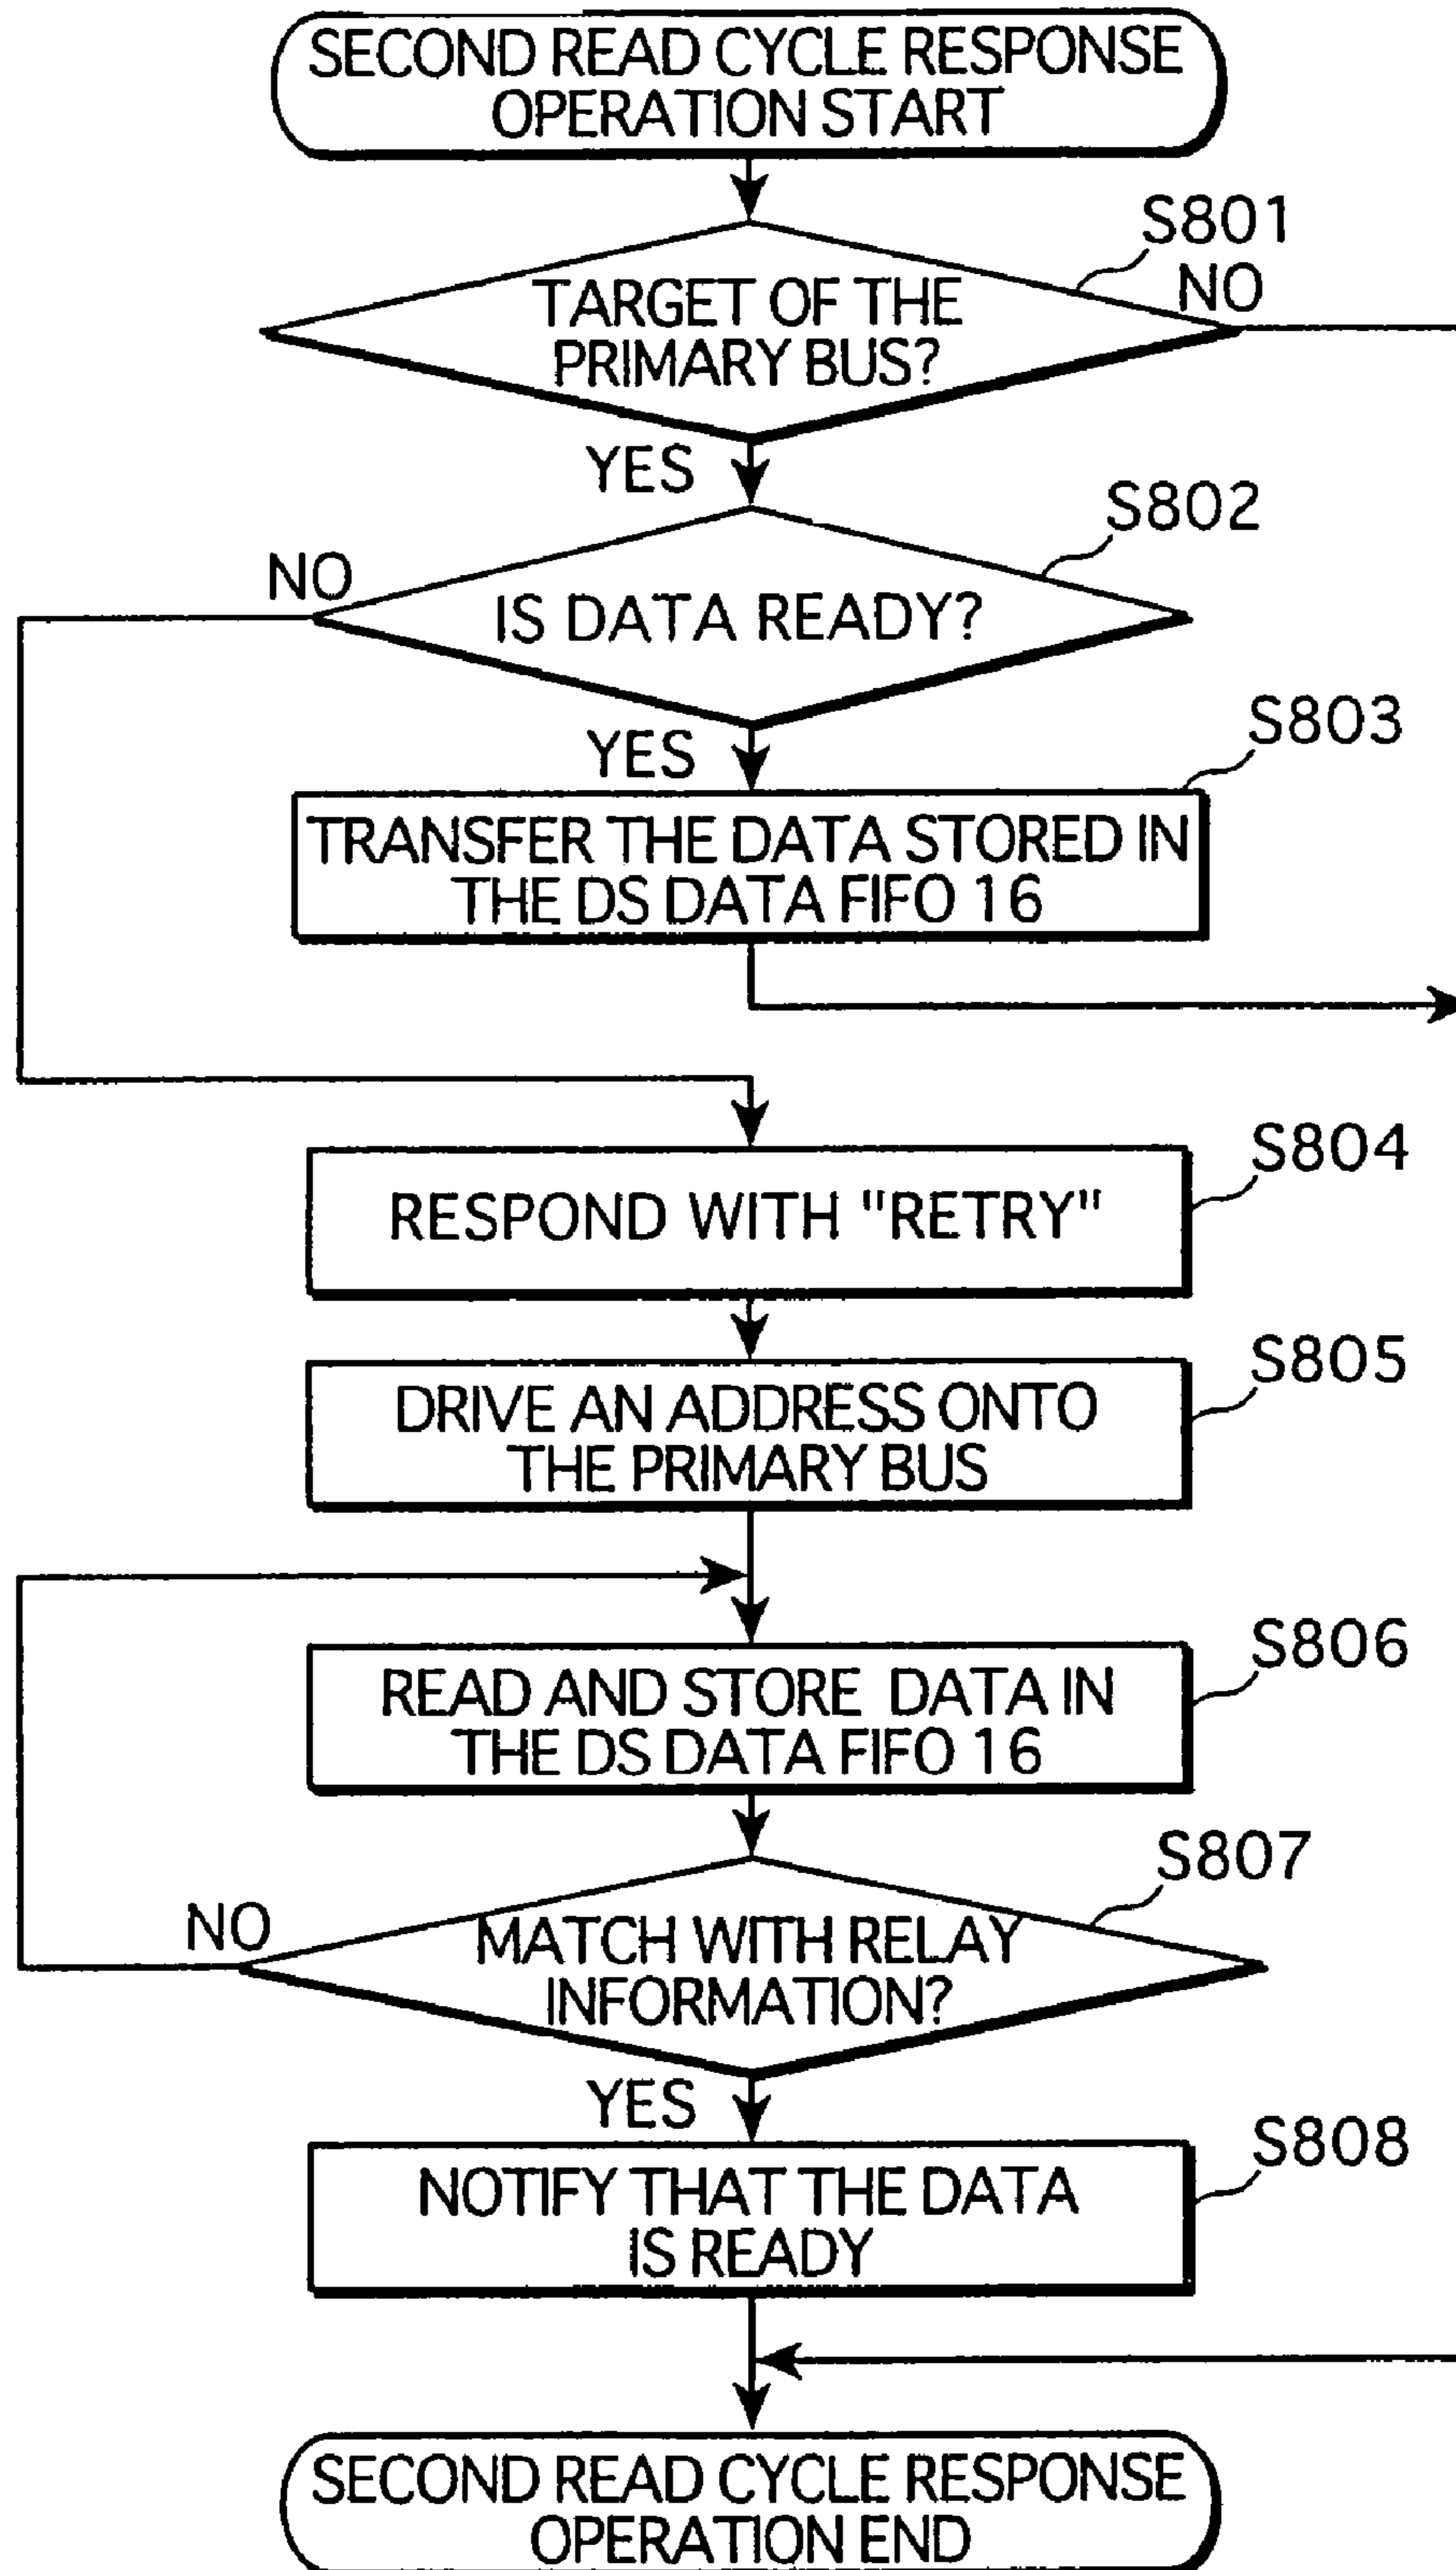 SECOND READ CYCLE RESPONSE
OPERATION START
S801
NO
TARGET OF THE
PRIMARY BUS?
YES
S802
NO
IS DATA READY?
S803
YES
TRANSFER THE DATA STORED IN
THE DS DATA FIFO 16
S804
RESPOND WITH "RETRY"
S805
DRIVE AN ADDRESS ONTO
THE PRIMARY BUS
S806
READ AND STORE DATA IN
THE DS DATA FIFO 16
S807
NO
MATCH WITH RELAY
INFORMATION?
YES
S808
NOTIFY THAT THE DATA
IS READY
SECOND READ CYCLE RESPONSE
OPERATION END